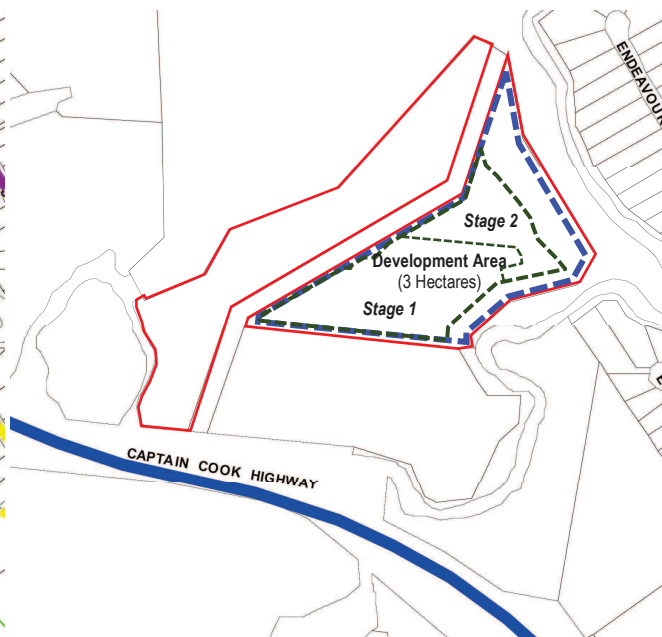 ENDEAVOUR
Stage 2
Development Area
(3 Hectares)
Stage 1
CAPTAIN COOK HIGHWAY